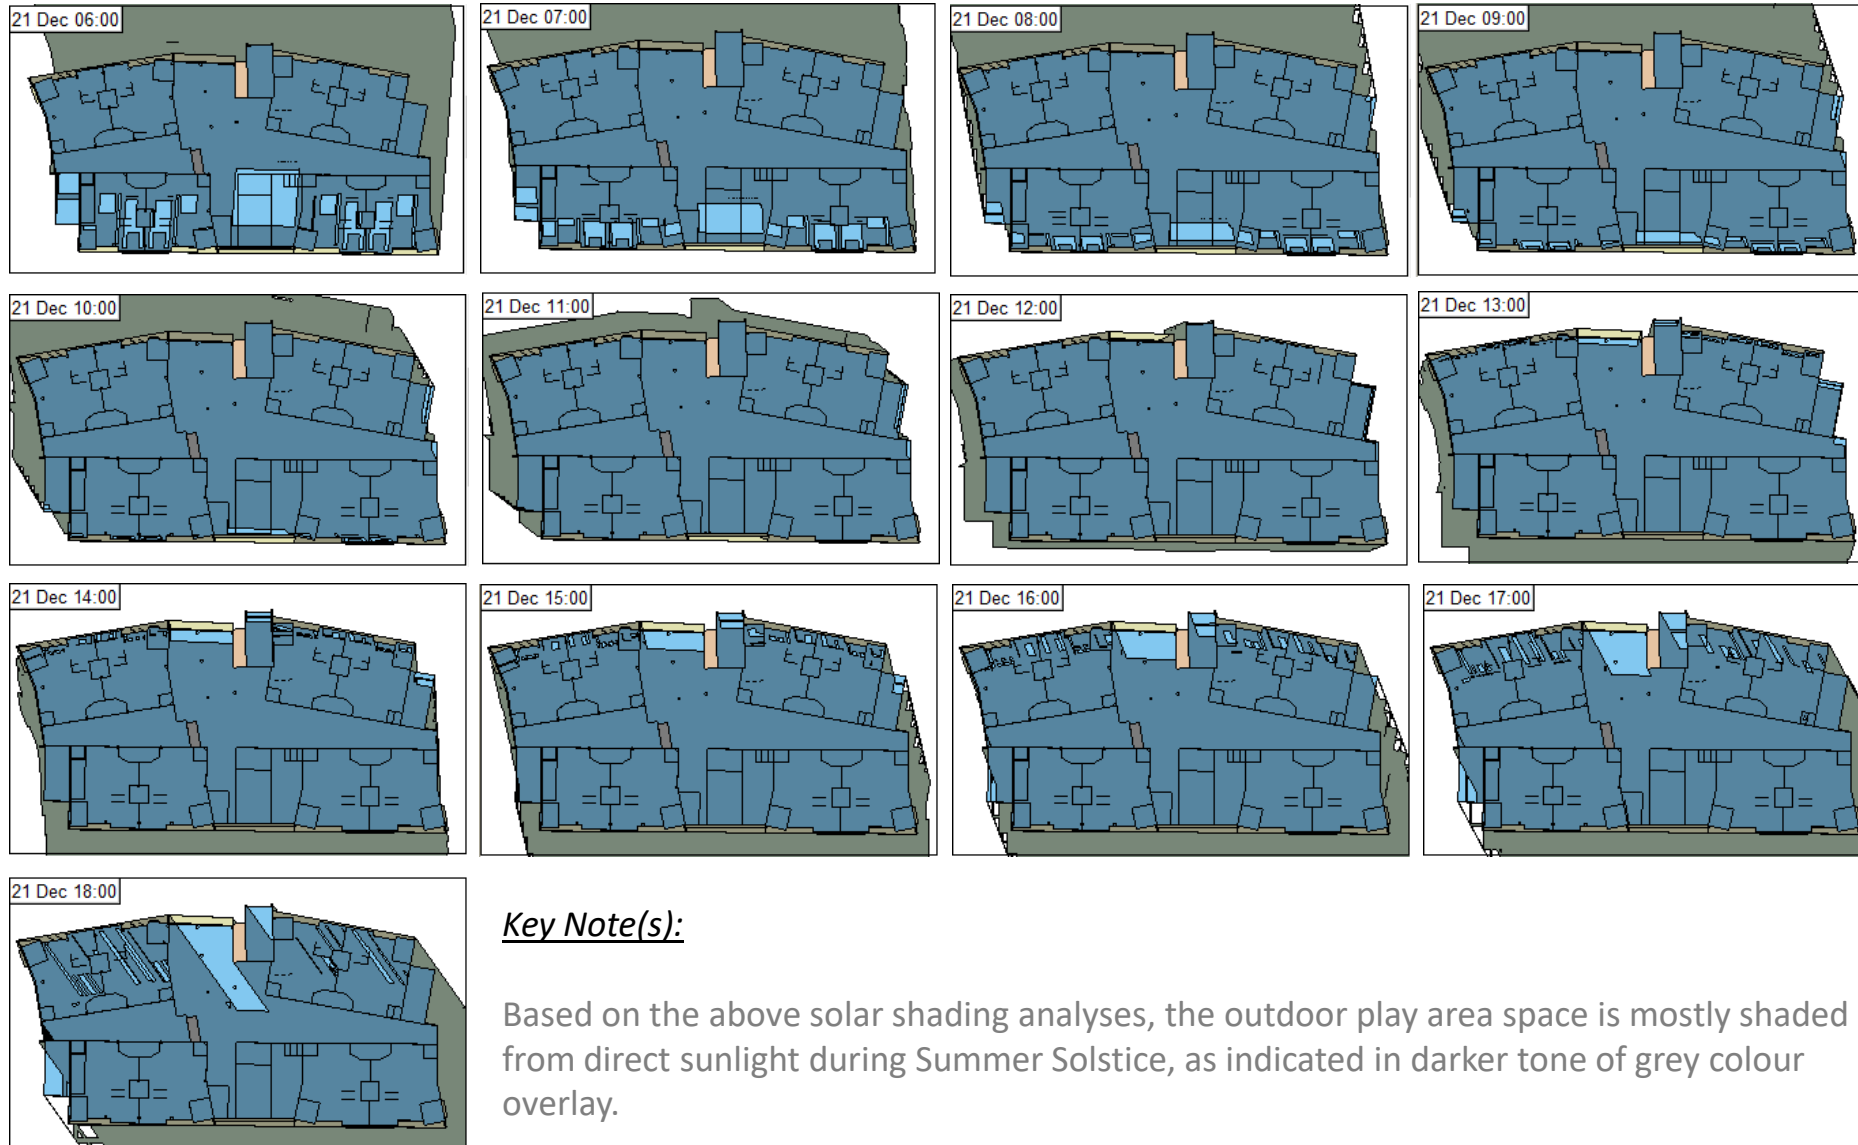 21 Dec 06:00
21 Dec 07:00
21 Dec 08:00
21 Dec 09:00
21 Dec 10:00
21 Dec 11:00
21 Dec 12:00
21 Dec 13:00
21 Dec 14:00
21 Dec 15:00
21 Dec 16:00
21 Dec 17:00
21 Dec 18:00
Key Note(s):
Based on the above solar shading analyses, the outdoor play area space is mostly shaded
from direct sunlight during Summer Solstice, as indicated in darker tone of grey colour
overlay.